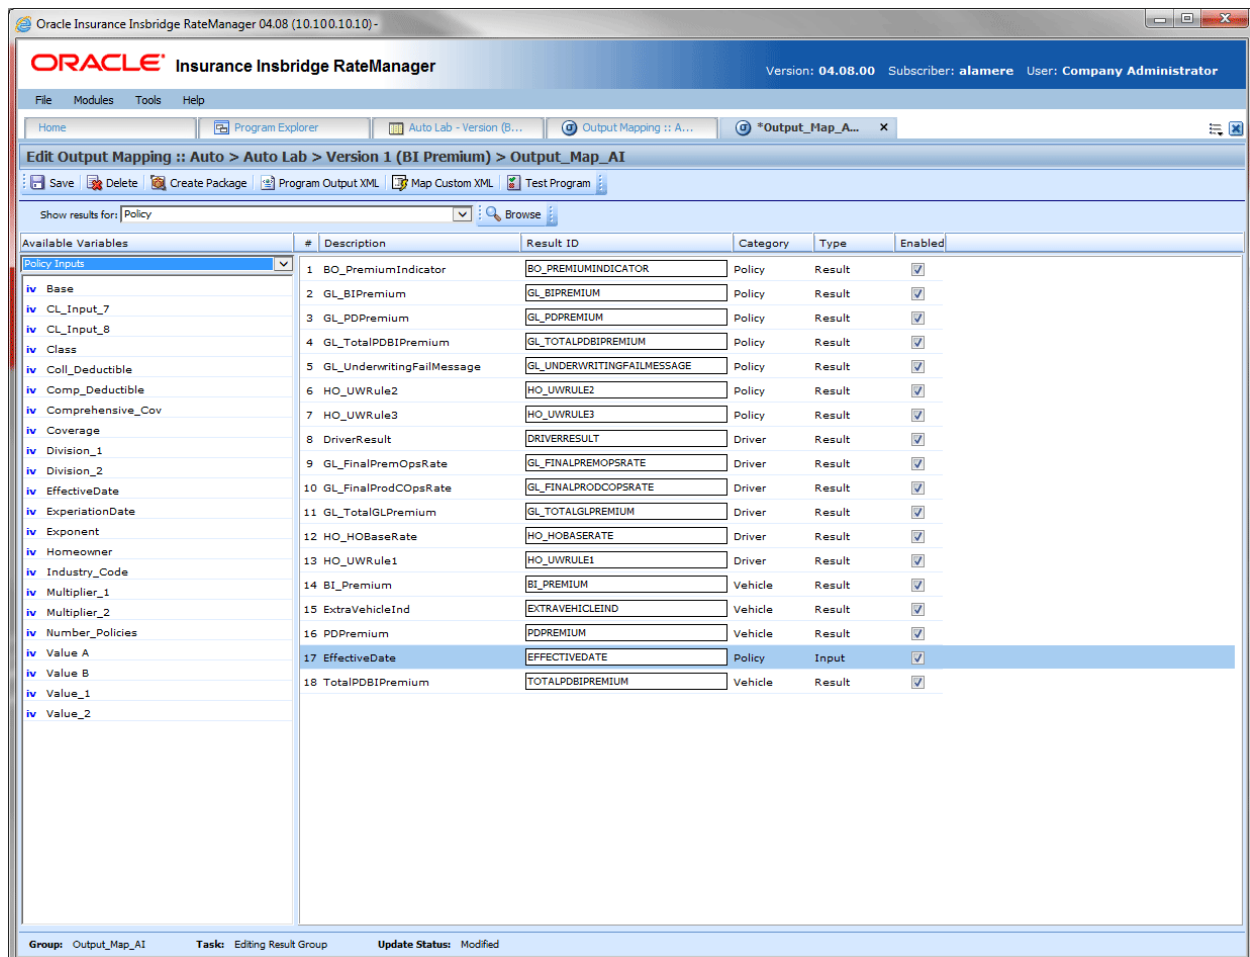 Oracle Insurance Insbridge RateManager 04.08 (10.100.10.10) -
ORACLE Insurance Insbridge RateManager
Version: 04.08.00 Subscriber: alamere User: Company Administrator
File Modules Tools Help
Home Program Explorer Auto Lab - Version (B... Output Mapping :: A... *Output_Map_A... x
Edit Output Mapping :: Auto > Auto Lab > Version 1 (BI Premium) > Output_Map_AI
Save Delete Create Package Program Output XML Map Custom XML Test Program
Show results for: Policy Browse
Available Variables
Policy Inputs
iv Base
iv CL_Input_7
iv CL_Input_8
iv Class
iv Coll_Deductible
iv Comp_Deductible
iv Comprehensive_Cov
iv Coverage
iv Division_1
iv Division_2
iv EffectiveDate
iv ExperiationDate
iv Exponent
iv Homeowner
iv Industry_Code
iv Multiplier_1
iv Multiplier_2
iv Number_Policies
iv Value A
iv Value B
iv Value_1
iv Value_2
# Description Result ID Category Type Enabled
1 BO_PremiumIndicator BO_PREMIUMINDICATOR Policy Result
2 GL_BIPremium GL_BIPREMIUM Policy Result
3 GL_PDPremium GL_PDPREMIUM Policy Result
4 GL_TotalPDBIPremium GL_TOTALPDBIPREMIUM Policy Result
5 GL_UnderwritingFailMessage GL_UNDERWRITINGFAILMESSAGE Policy Result
6 HO_UWRule2 HO_UWRULE2 Policy Result
7 HO_UWRule3 HO_UWRULE3 Policy Result
8 DriverResult DRIVERRESULT Driver Result
9 GL_FinalPremOpsRate GL_FINALPREMOPSRATE Driver Result
10 GL_FinalProdCOpsRate GL_FINALPRODCOPSRATE Driver Result
11 GL_TotalGLPremium GL_TOTALGLPREMIUM Driver Result
12 HO_HOBaseRate HO_HOBASERATE Driver Result
13 HO_UWRule1 HO_UWRULE1 Driver Result
14 BI_Premium BI_PREMIUM Vehicle Result
15 ExtraVehicleInd EXTRAVEHICLEIND Vehicle Result
16 PDPremium PDPREMIUM Vehicle Result
17 EffectiveDate EFFECTIVEDATE Policy Input
18 TotalPDBIPremium TOTALPDBIPREMIUM Vehicle Result
Group: Output_Map_AI Task: Editing Result Group Update Status: Modified